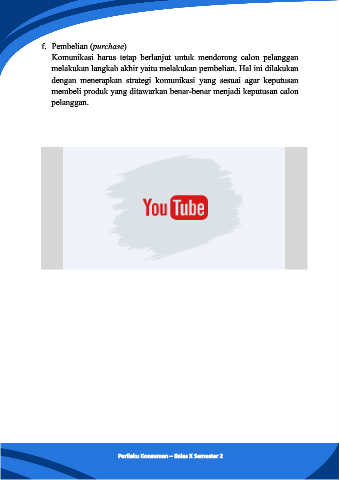 f. Pembelian (purchase)
Komunikasi harus tetap berlanjut untuk mendorong calon pelanggan
melakukan langkah akhir yaitu melakukan pembelian. Hal ini dilakukan
dengan menerapkan strategi komunikasi yang sesuai agar keputusan
membeli produk yang ditawarkan benar-benar menjadi keputusan calon
pelanggan.
You Tube
Perilaku Konsumen – Kelas X Semester 2